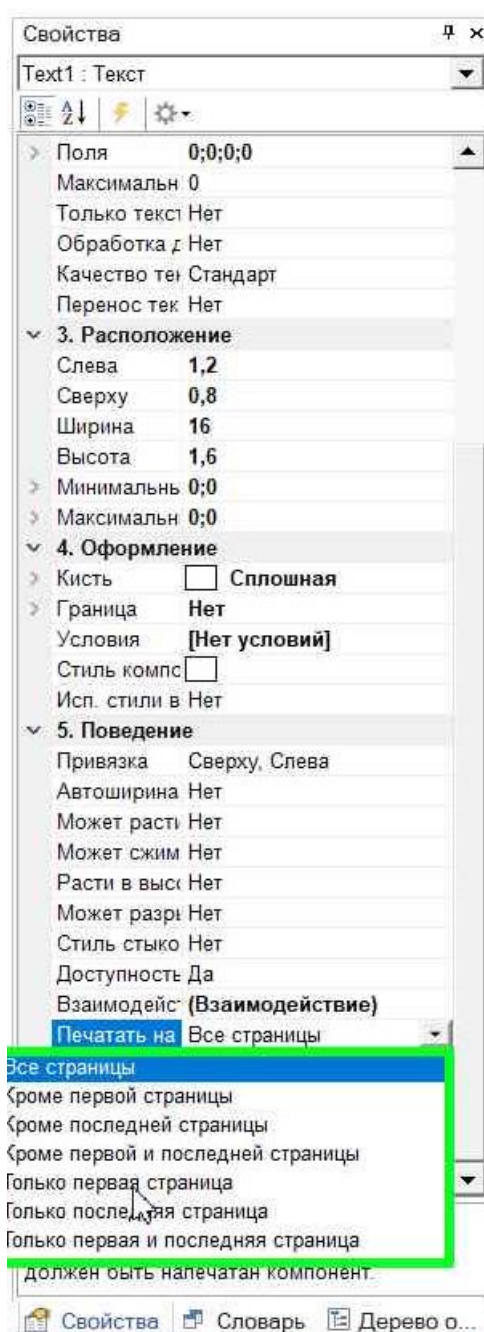 Свойства
Text1 : Текст
Поля 0;0;0;0
Максимальн 0
Только текст Нет
Обработка д Нет
Качество тек Стандарт
Перенос тек Нет
3. Расположение
Слева 1,2
Сверху 0,8
Ширина 16
Высота 1,6
Минимальнь 0;0
Максимальн 0;0
4. Оформление
Кисть Сплошная
Граница Нет
Условия [Нет условий]
Стиль компо
Исп. стили в Нет
5. Поведение
Привязка Сверху, Слева
Автоширина Нет
Может расти Нет
Может сжим Нет
Расти в высо Нет
Может разры Нет
Стиль стыко Нет
Доступность Да
Взаимодейс (Взаимодействие)
Печатать на Все страницы
Все страницы
Кроме первой страницы
Кроме последней страницы
Кроме первой и последней страницы
Только первая страница
Только последняя страница
Только первая и последняя страница
должен быть напечатан компонент.
Свойства Словарь Дерево о...